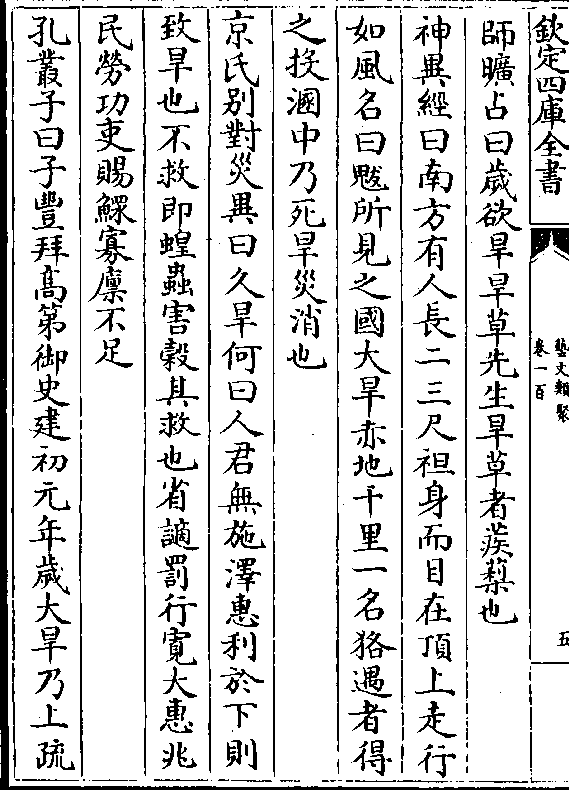 欽定四庫全書
藝文類聚
卷一百
五
師曠占曰歲欲旱旱草先生旱草者蒺藜也
神異經曰南方有人長二三尺袒身而目在頂上走行
如風名曰魃所見之國大旱赤地千里一名狢遇者得
之投溷中乃死旱災消也
京氏别對災異曰久旱何曰人君無施澤惠利於下則
致旱也不救即蝗蟲害穀其救也省讁罰行寛大惠兆
民勞功吏賜鰥寡廪不足
孔叢子曰子豐拜高第御史建初元年歲大旱乃上疏